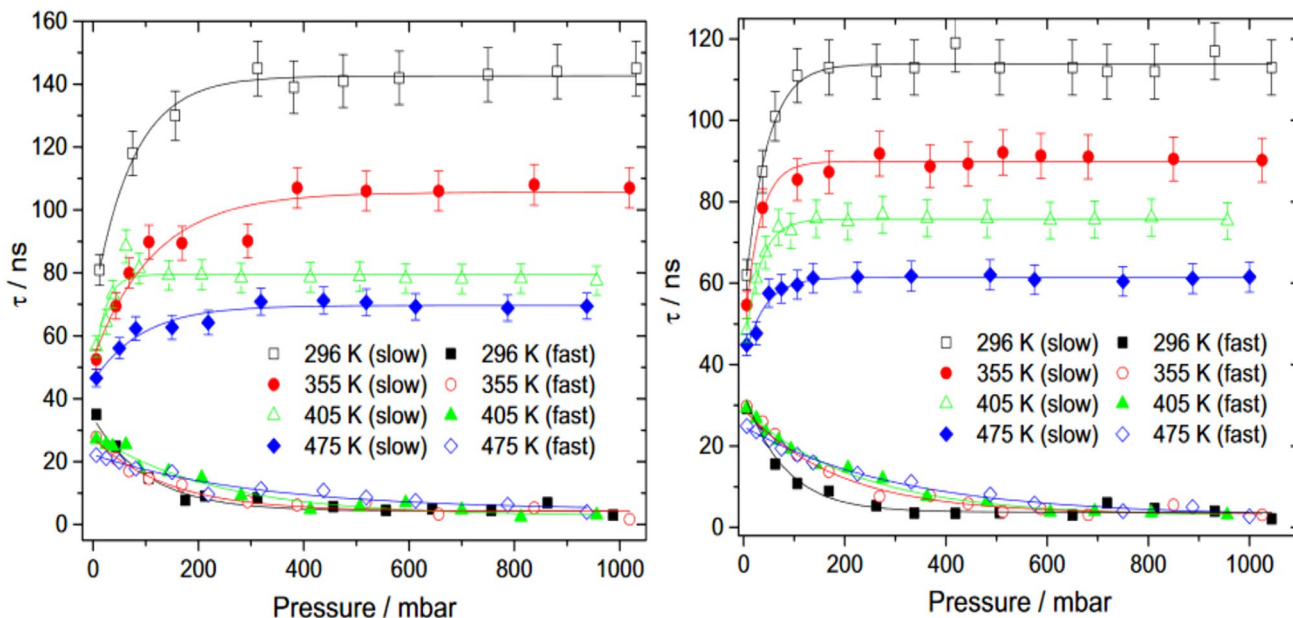 160
140
120
100
80
60
40
20
0
τ / ns
0 200 400 600 800 1000
Pressure / mbar
296 K (slow) 296 K (fast)
355 K (slow) 355 K (fast)
405 K (slow) 405 K (fast)
475 K (slow) 475 K (fast)
120
100
80
60
40
20
0
τ / ns
0 200 400 600 800 1000
Pressure / mbar
296 K (slow) 296 K (fast)
355 K (slow) 355 K (fast)
405 K (slow) 405 K (fast)
475 K (slow) 475 K (fast)